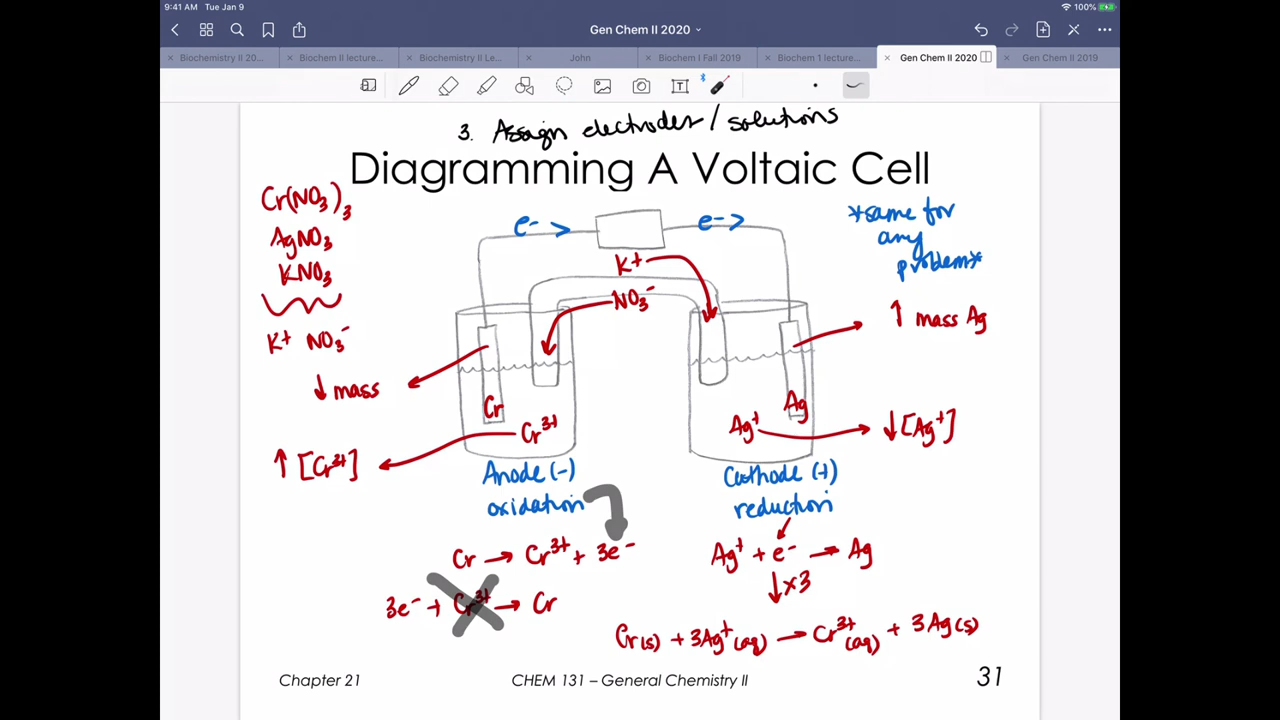 9:41 AM Tue Jan 9
100%
Gen Chem II 2020
Biochemistry II 20...
Biochem II lecture...
Biochemistry II Le...
John
Biochem I Fall 2019
Biochem 1 lecture...
Gen Chem II 2020
Gen Chem II 2019
3. Assign electrodes / solutions
Diagramming A Voltaic Cell
Cr(NO₃)₃
AgNO₃
KNO₃
K⁺ NO₃⁻
e⁻ >
e⁻ >
*same for
any
problem*
K⁺
NO₃⁻
↑ mass Ag
↓ mass
Cr
Cr³⁺
Ag
Ag⁺
↓ [Ag⁺]
↑ [Cr³⁺]
Anode (-)
oxidation
Cathode (+)
reduction
Cr → Cr³⁺ + 3e⁻
Ag⁺ + e⁻ → Ag
↓ x3
3e⁻ + Cr³⁺ → Cr
Cr(s) + 3Ag⁺(aq) → Cr³⁺(aq) + 3Ag(s)
Chapter 21
CHEM 131 – General Chemistry II
31